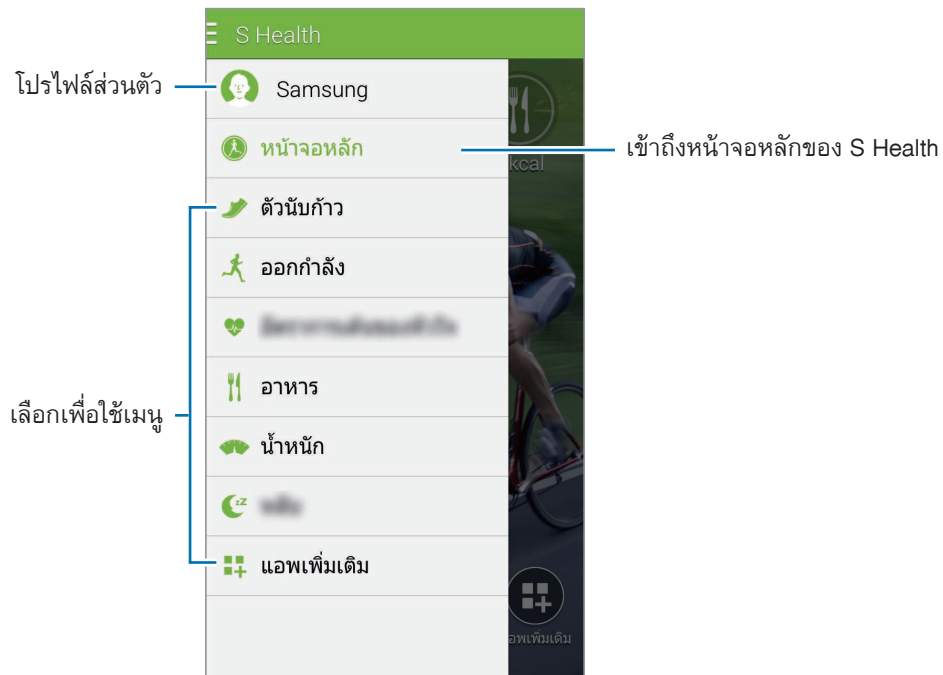 S Health
โปรไฟล์ส่วนตัว
Samsung
หน้าจอหลัก
เข้าถึงหน้าจอหลักของ S Health
kcal
ตัวนับก้าว
ออกกำลัง
อาหาร
เลือกเพื่อใช้เมนู
น้ำหนัก
แอพเพิ่มเติม
อพเพิ่มเติม